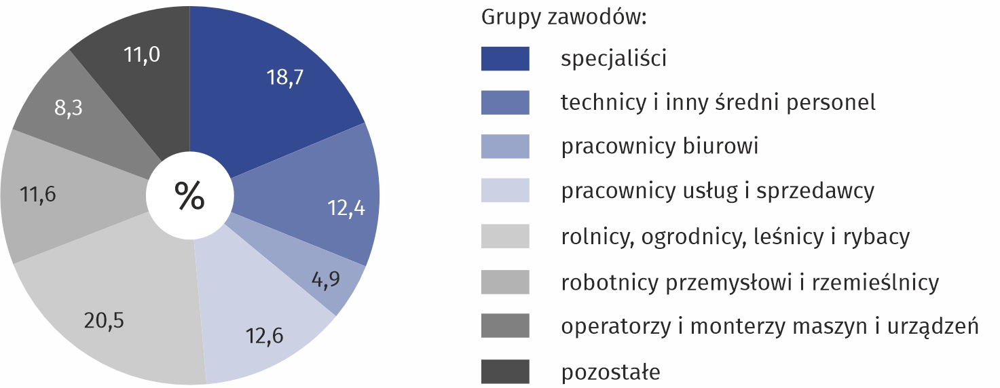 11,0
18,7
8,3
11,6
%
12,4
4,9
20,5
12,6
Grupy zawodów:
specjaliści
technicy i inny średni personel
pracownicy biurowi
pracownicy usług i sprzedawcy
rolnicy, ogrodnicy, leśnicy i rybacy
robotnicy przemysłowi i rzemieślnicy
operatorzy i monterzy maszyn i urządzeń
pozostałe